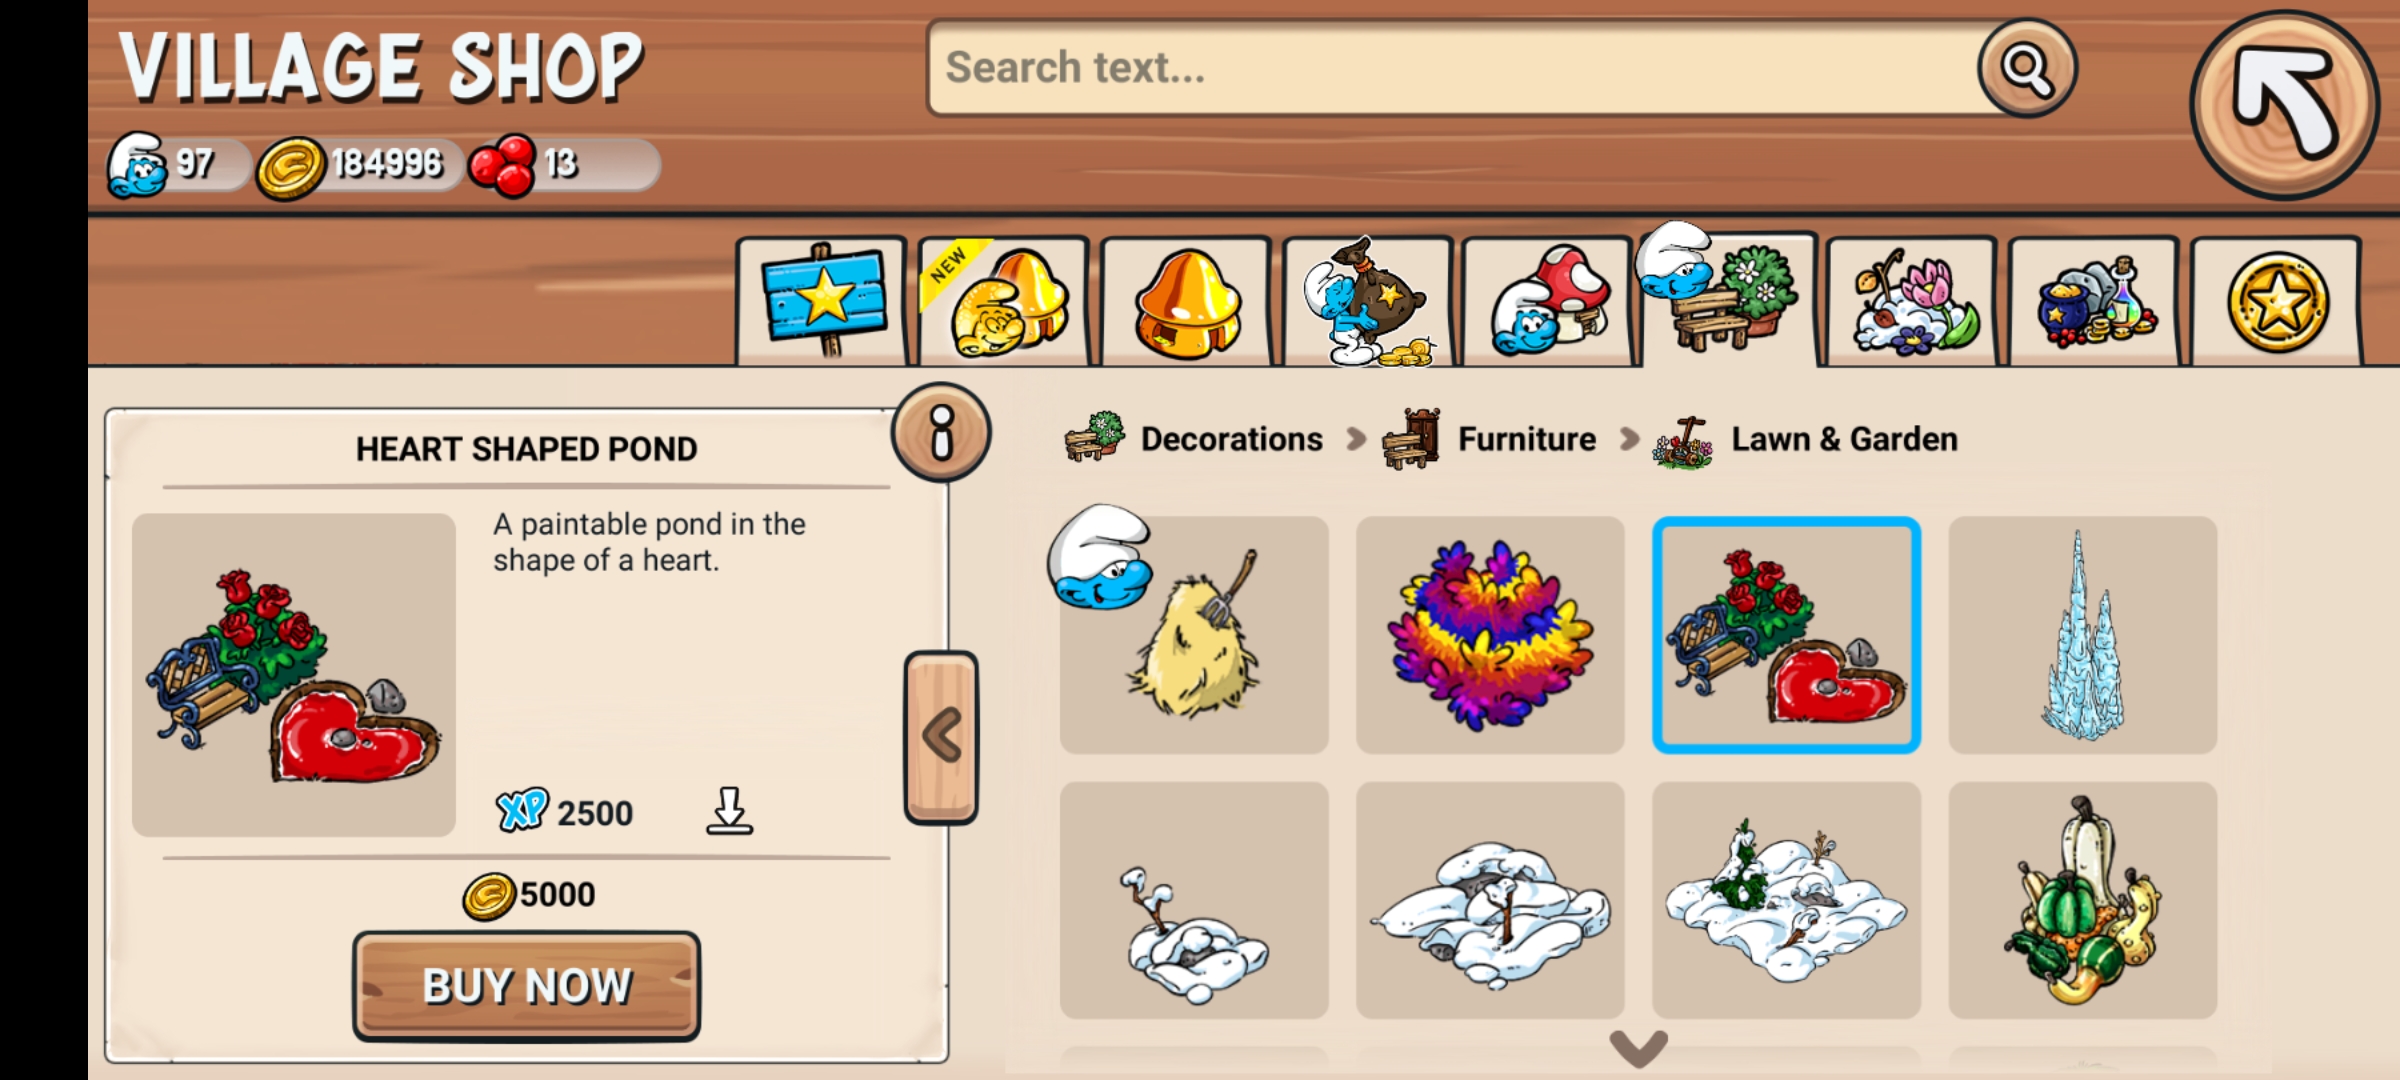 VILLAGE SHOP
Search text...
97
184996
13
NEW
HEART SHAPED POND
A paintable pond in the
shape of a heart.
XP 2500
5000
BUY NOW
Decorations
Furniture
Lawn & Garden